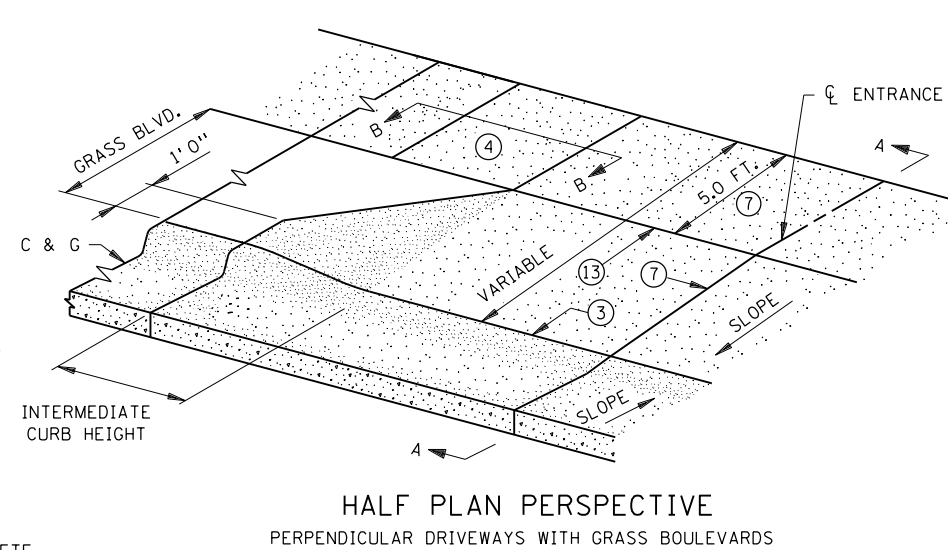 ℄ ENTRANCE
A
GRASS BLVD.
1' 0"
B
4
B
5.0 FT.
7
C & G
VARIABLE
13
7
3
SLOPE
SLOPE
INTERMEDIATE
CURB HEIGHT
A
HALF PLAN PERSPECTIVE
PERPENDICULAR DRIVEWAYS WITH GRASS BOULEVARDS